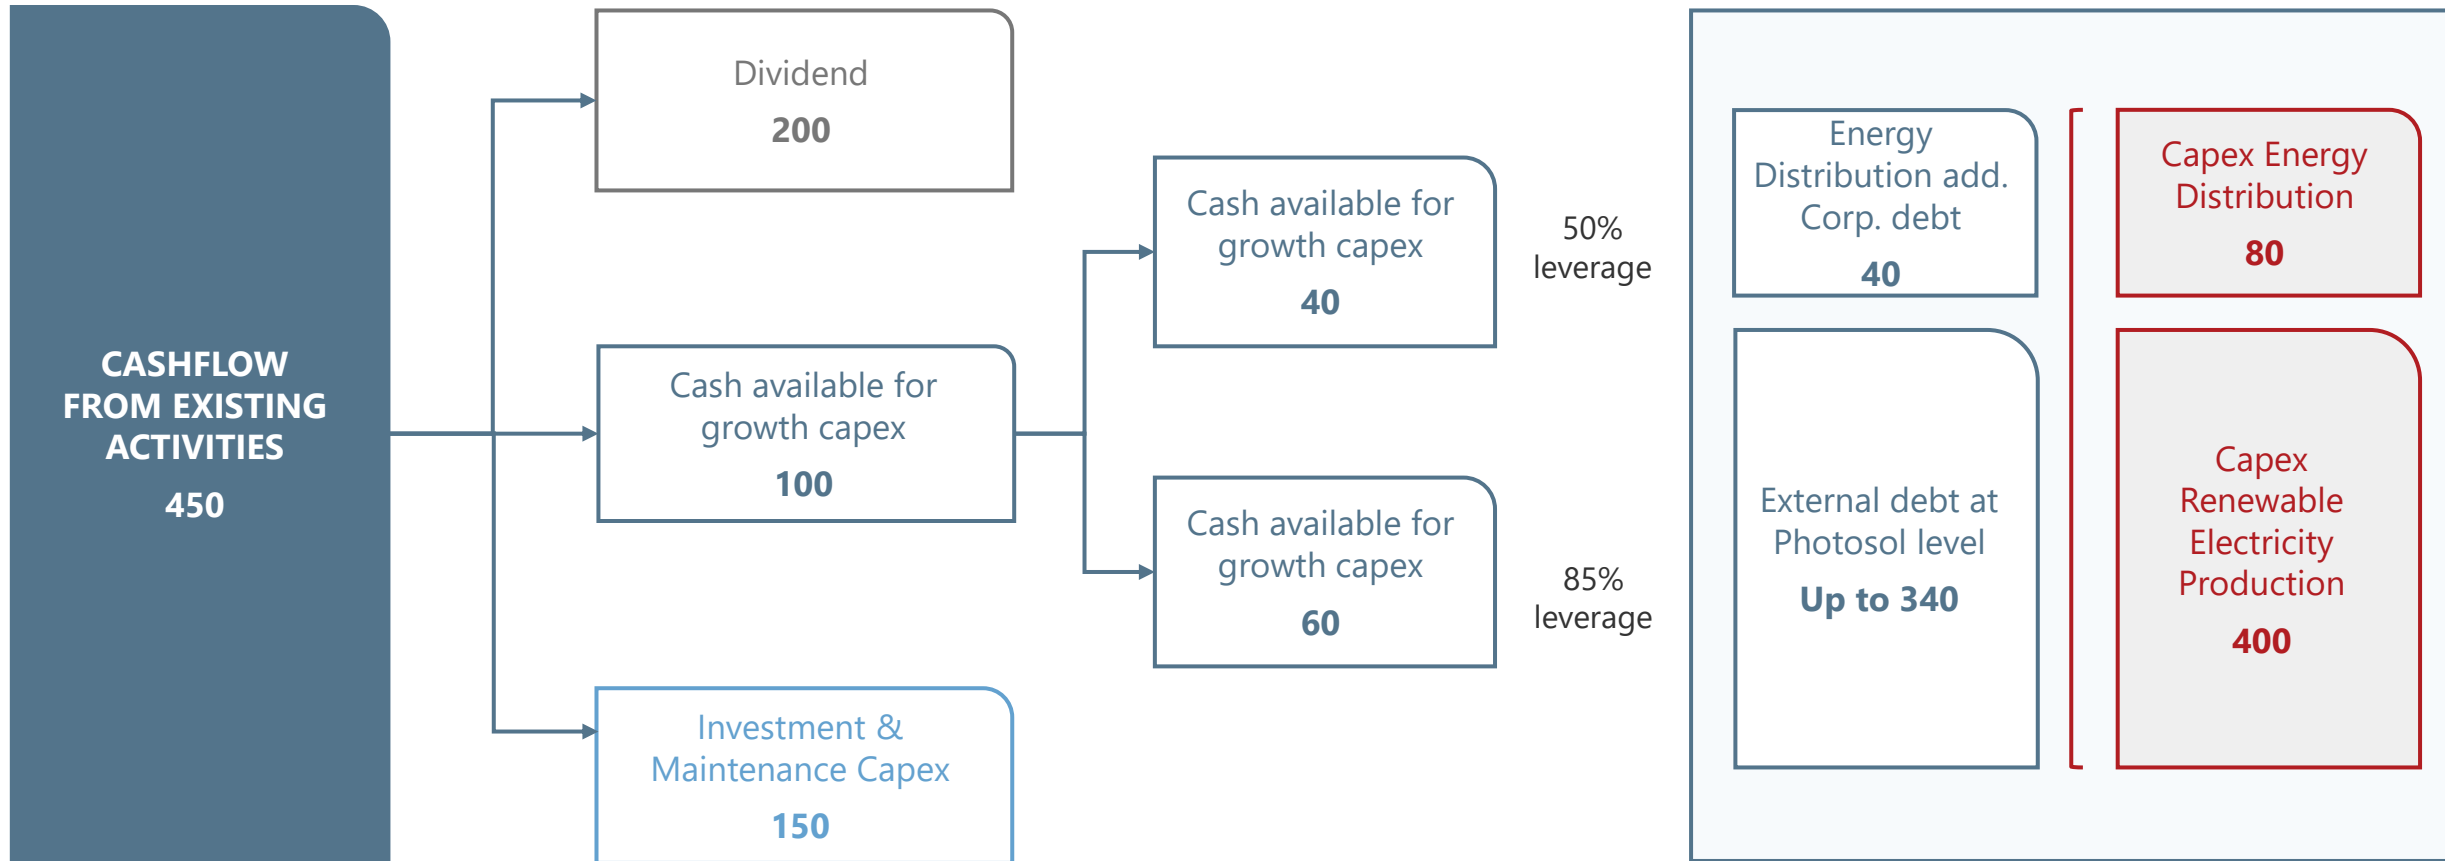 CASHFLOW
FROM EXISTING
ACTIVITIES
450
Dividend
200
Cash available for
growth capex
100
Investment &
Maintenance Capex
150
Cash available for
growth capex
40
Cash available for
growth capex
60
50%
leverage
85%
leverage
Energy
Distribution add.
Corp. debt
40
External debt at
Photosol level
Up to 340
Capex Energy
Distribution
80
Capex
Renewable
Electricity
Production
400